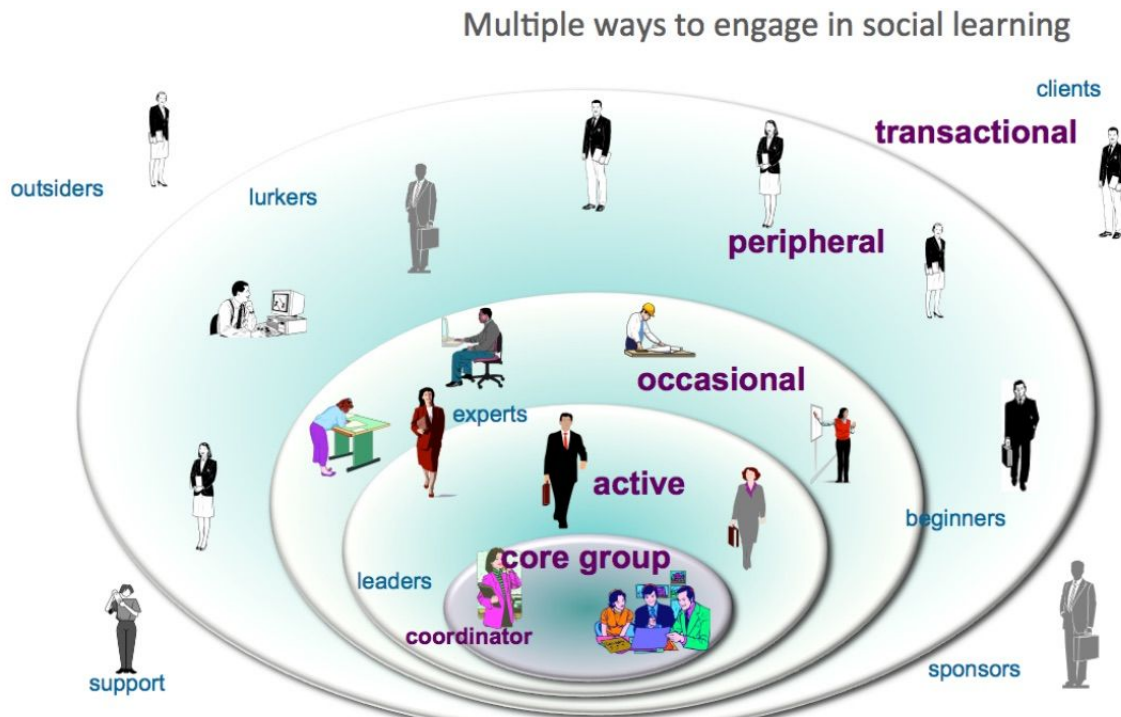 Multiple ways to engage in social learning
clients
transactional
outsiders
lurkers
peripheral
occasional
experts
active
beginners
core group
leaders
coordinator
support
sponsors